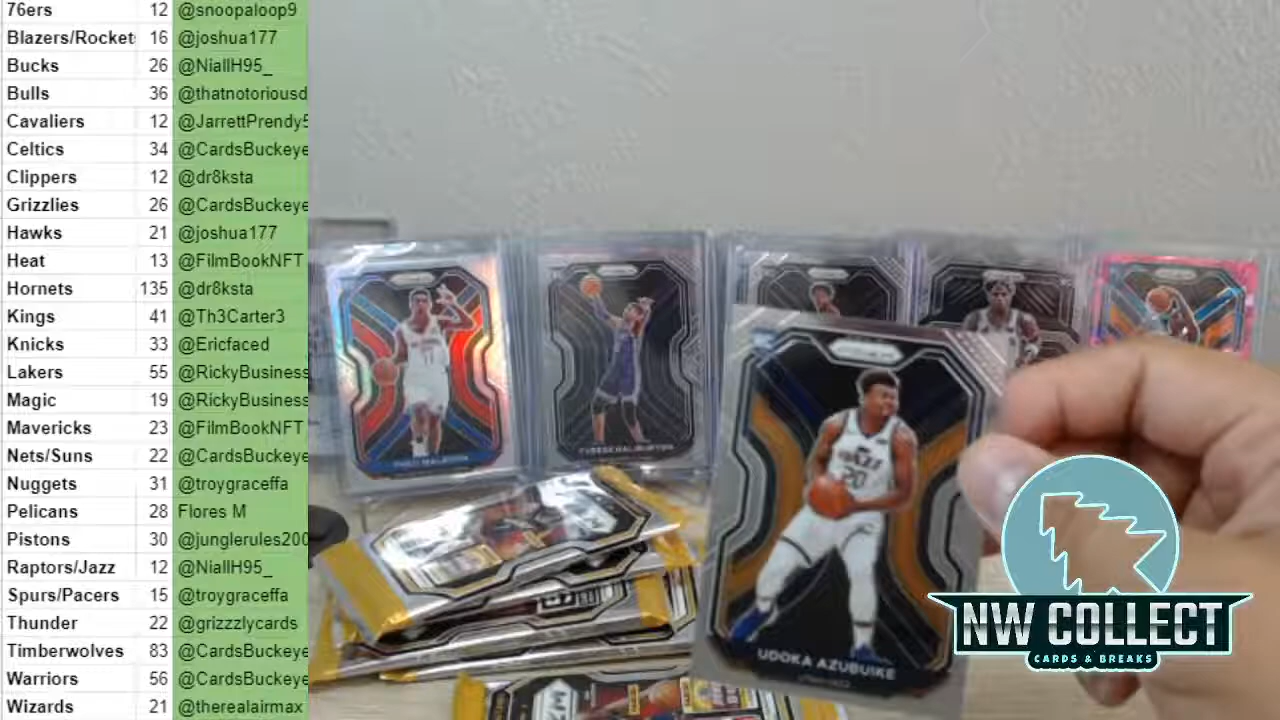 76ers 12 @snoopaloop9
Blazers/Rocket 16 @joshua177
Bucks 26 @NiallH95_
Bulls 36 @thatnotoriousd
Cavaliers 12 @JarrettPrendy5
Celtics 34 @CardsBuckeye
Clippers 12 @dr8ksta
Grizzlies 26 @CardsBuckeye
Hawks 21 @joshua177
Heat 13 @FilmBookNFT
Hornets 135 @dr8ksta
Kings 41 @Th3Carter3
Knicks 33 @Ericfaced
Lakers 55 @RickyBusiness
Magic 19 @RickyBusiness
Mavericks 23 @FilmBookNFT
Nets/Suns 22 @CardsBuckeye
Nuggets 31 @troygraceffa
Pelicans 28 Flores M
Pistons 30 @junglerules200
Raptors/Jazz 12 @NiallH95_
Spurs/Pacers 15 @troygraceffa
Thunder 22 @grizzzlycards
Timberwolves 83 @CardsBuckeye
Warriors 56 @CardsBuckeye
Wizards 21 @therealairmax
TYRESE HALIBURTON
20
UDOKA AZUBUIKE
NW COLLECT
CARDS & BREAKS